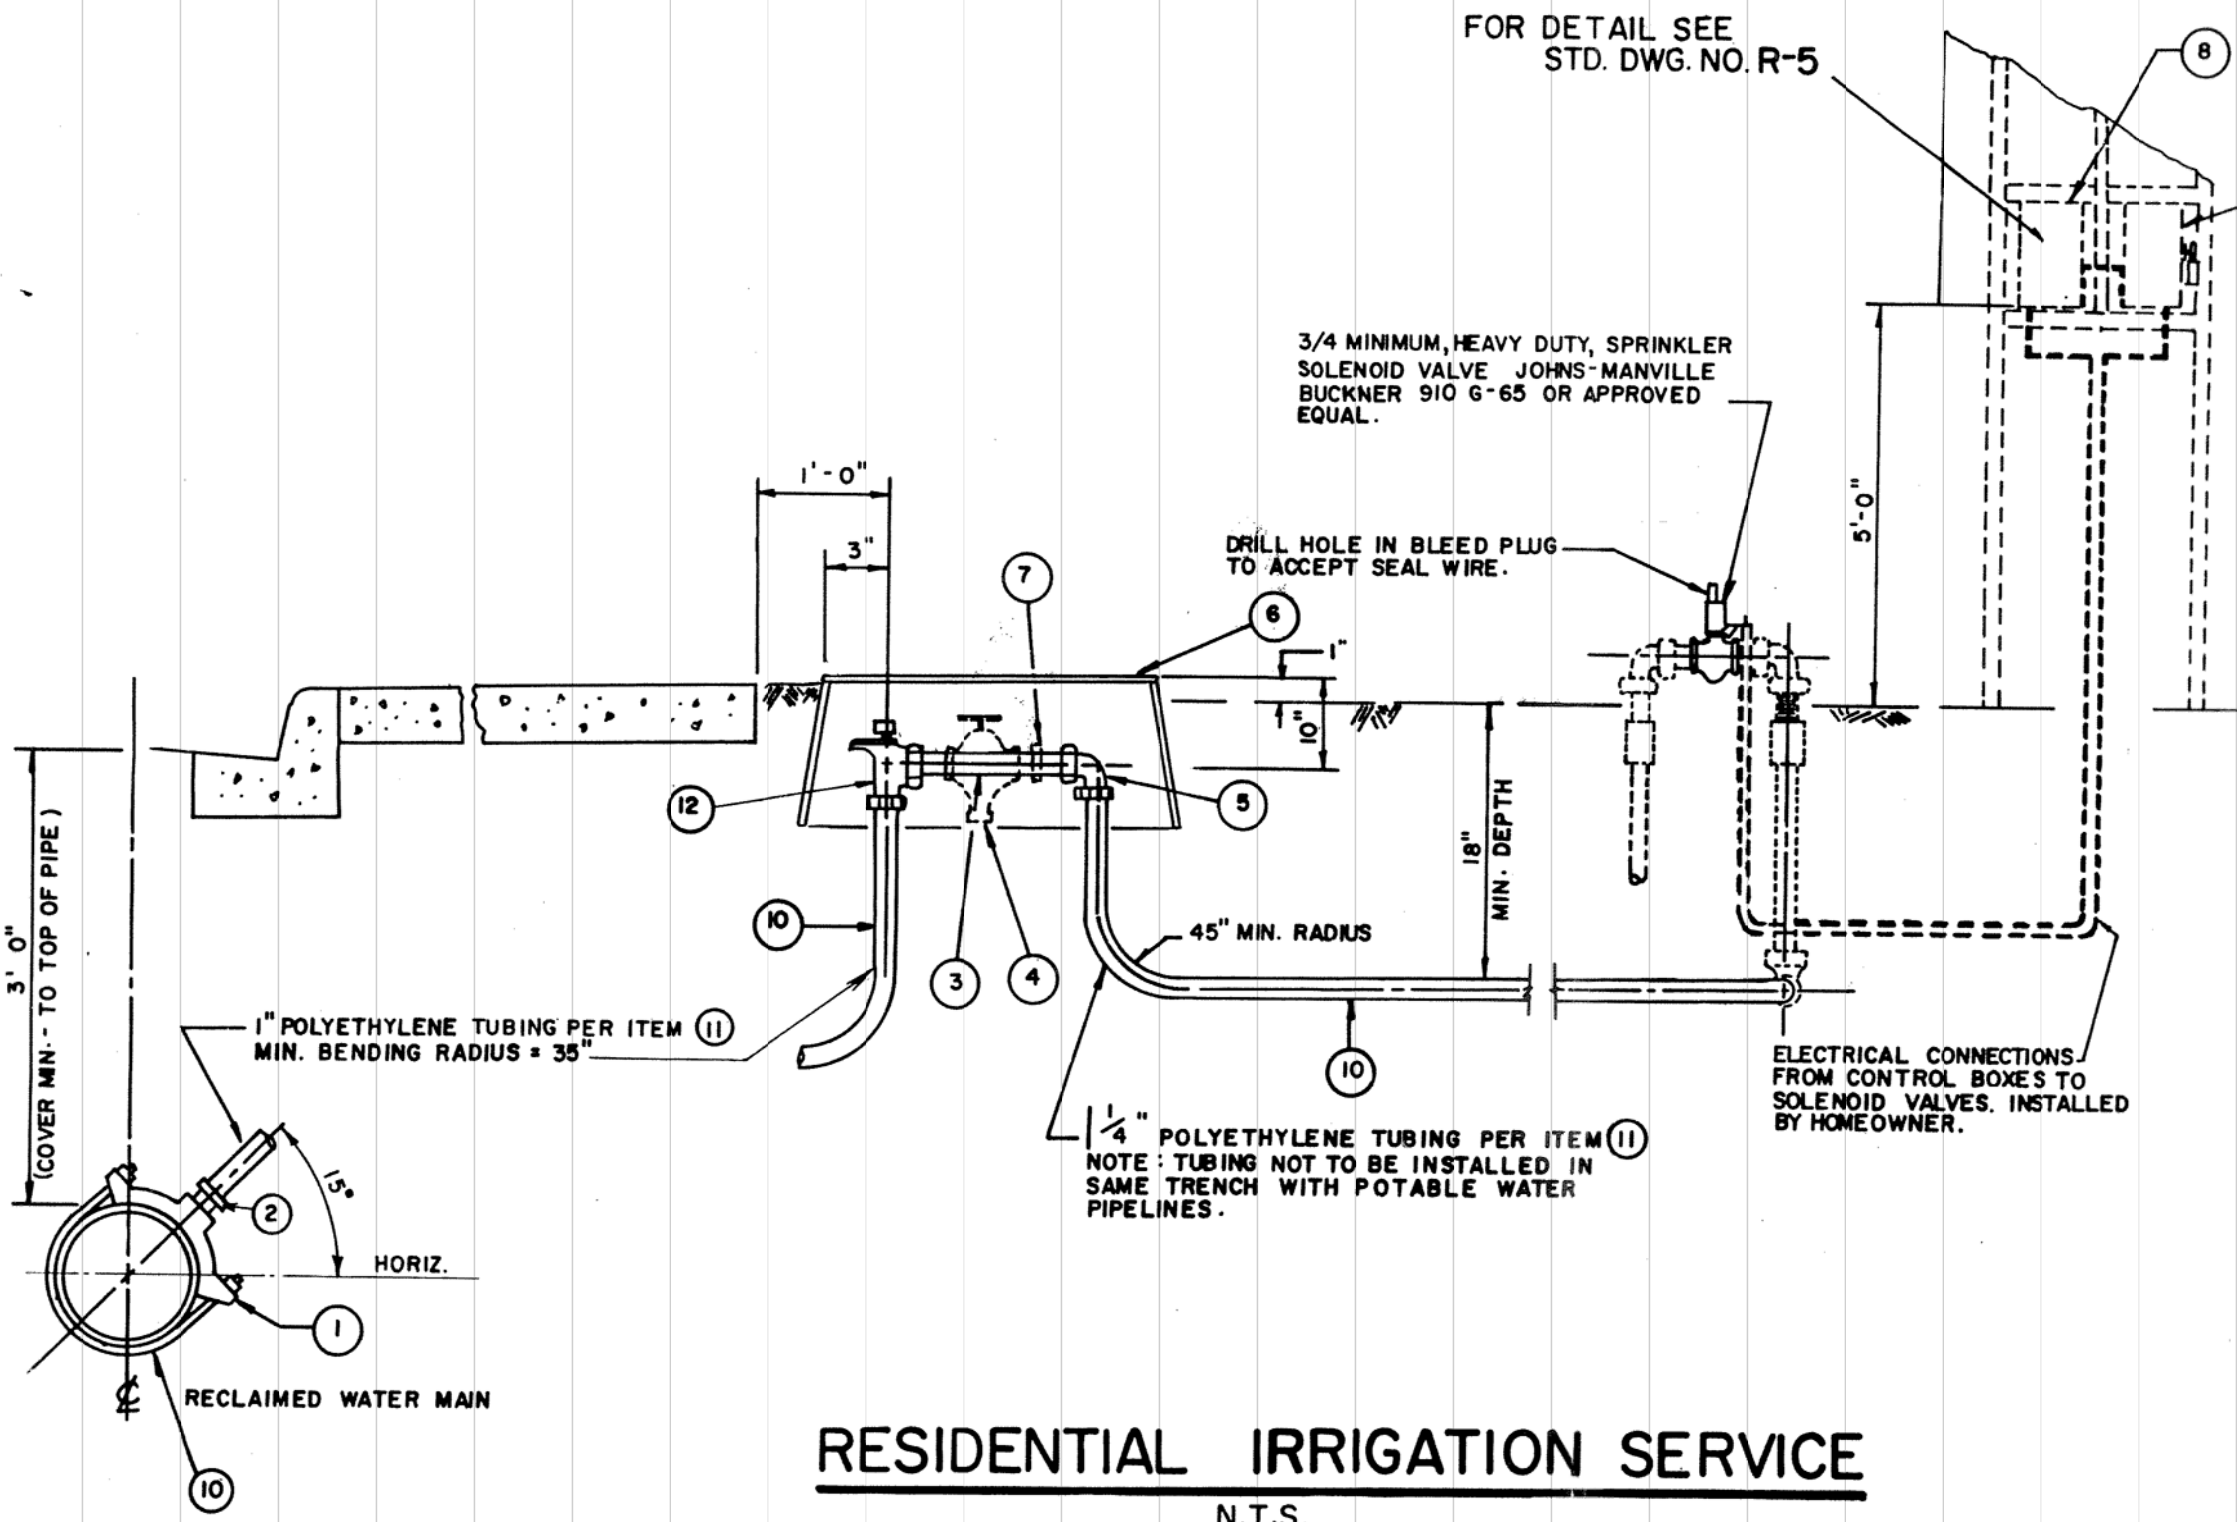 FOR DETAIL SEE
STD. DWG. NO. R-5
8
3/4 MINIMUM, HEAVY DUTY, SPRINKLER
SOLENOID VALVE JOHNS-MANVILLE
BUCKNER 910 G-65 OR APPROVED
EQUAL.
1'-0"
3"
7
DRILL HOLE IN BLEED PLUG
TO ACCEPT SEAL WIRE.
6
1"
10"
5'-0"
12
5
18"
MIN. DEPTH
3' 0"
(COVER MIN. - TO TOP OF PIPE)
10
3
4
45" MIN. RADIUS
1" POLYETHYLENE TUBING PER ITEM 11
MIN. BENDING RADIUS = 35"
10
ELECTRICAL CONNECTIONS
FROM CONTROL BOXES TO
SOLENOID VALVES. INSTALLED
BY HOMEOWNER.
1 1/4" POLYETHYLENE TUBING PER ITEM 11
NOTE: TUBING NOT TO BE INSTALLED IN
SAME TRENCH WITH POTABLE WATER
PIPELINES.
15°
2
HORIZ.
1
℄
RECLAIMED WATER MAIN
10
RESIDENTIAL IRRIGATION SERVICE
N.T.S.